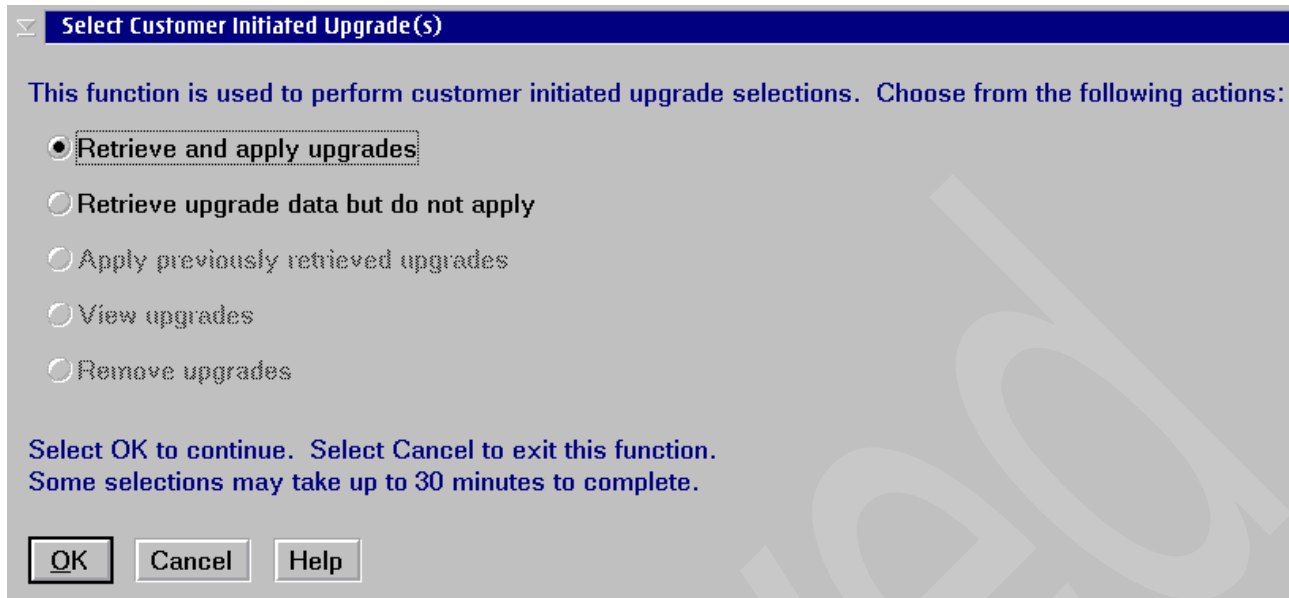 Select Customer Initiated Upgrade(s)
This function is used to perform customer initiated upgrade selections. Choose from the following actions:
Retrieve and apply upgrades
Retrieve upgrade data but do not apply
Apply previously retrieved upgrades
View upgrades
Remove upgrades
Select OK to continue. Select Cancel to exit this function.
Some selections may take up to 30 minutes to complete.
OK Cancel Help